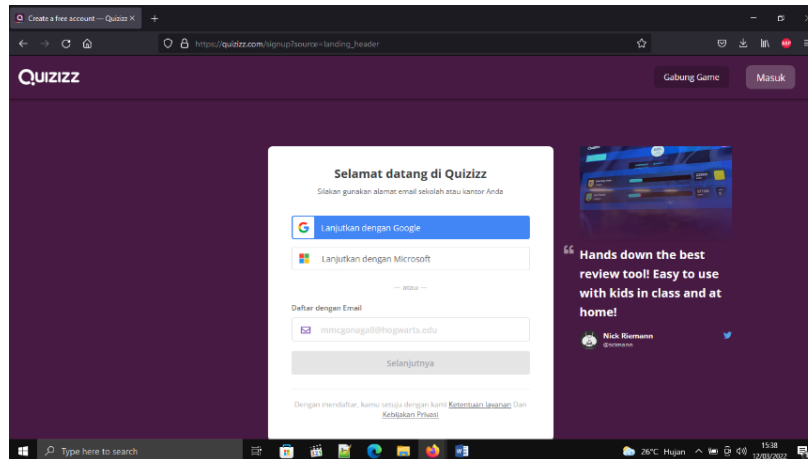 Create a free account — Quizizz
https://quizizz.com/signup?source=landing_header
QUIZIZZ
Gabung Game
Masuk
Selamat datang di Quizizz
Silakan gunakan alamat email sekolah atau kantor Anda
Lanjutkan dengan Google
Lanjutkan dengan Microsoft
— atau —
Daftar dengan Email
mmcgonagall@hogwarts.edu
Selanjutnya
Dengan mendaftar, kamu setuju dengan kami Ketentuan layanan Dan
Kebijakan Privasi
“ Hands down the best
review tool! Easy to use
with kids in class and at
home!
Nick Riemann
Type here to search
26°C Hujan
15:38
12/03/2022